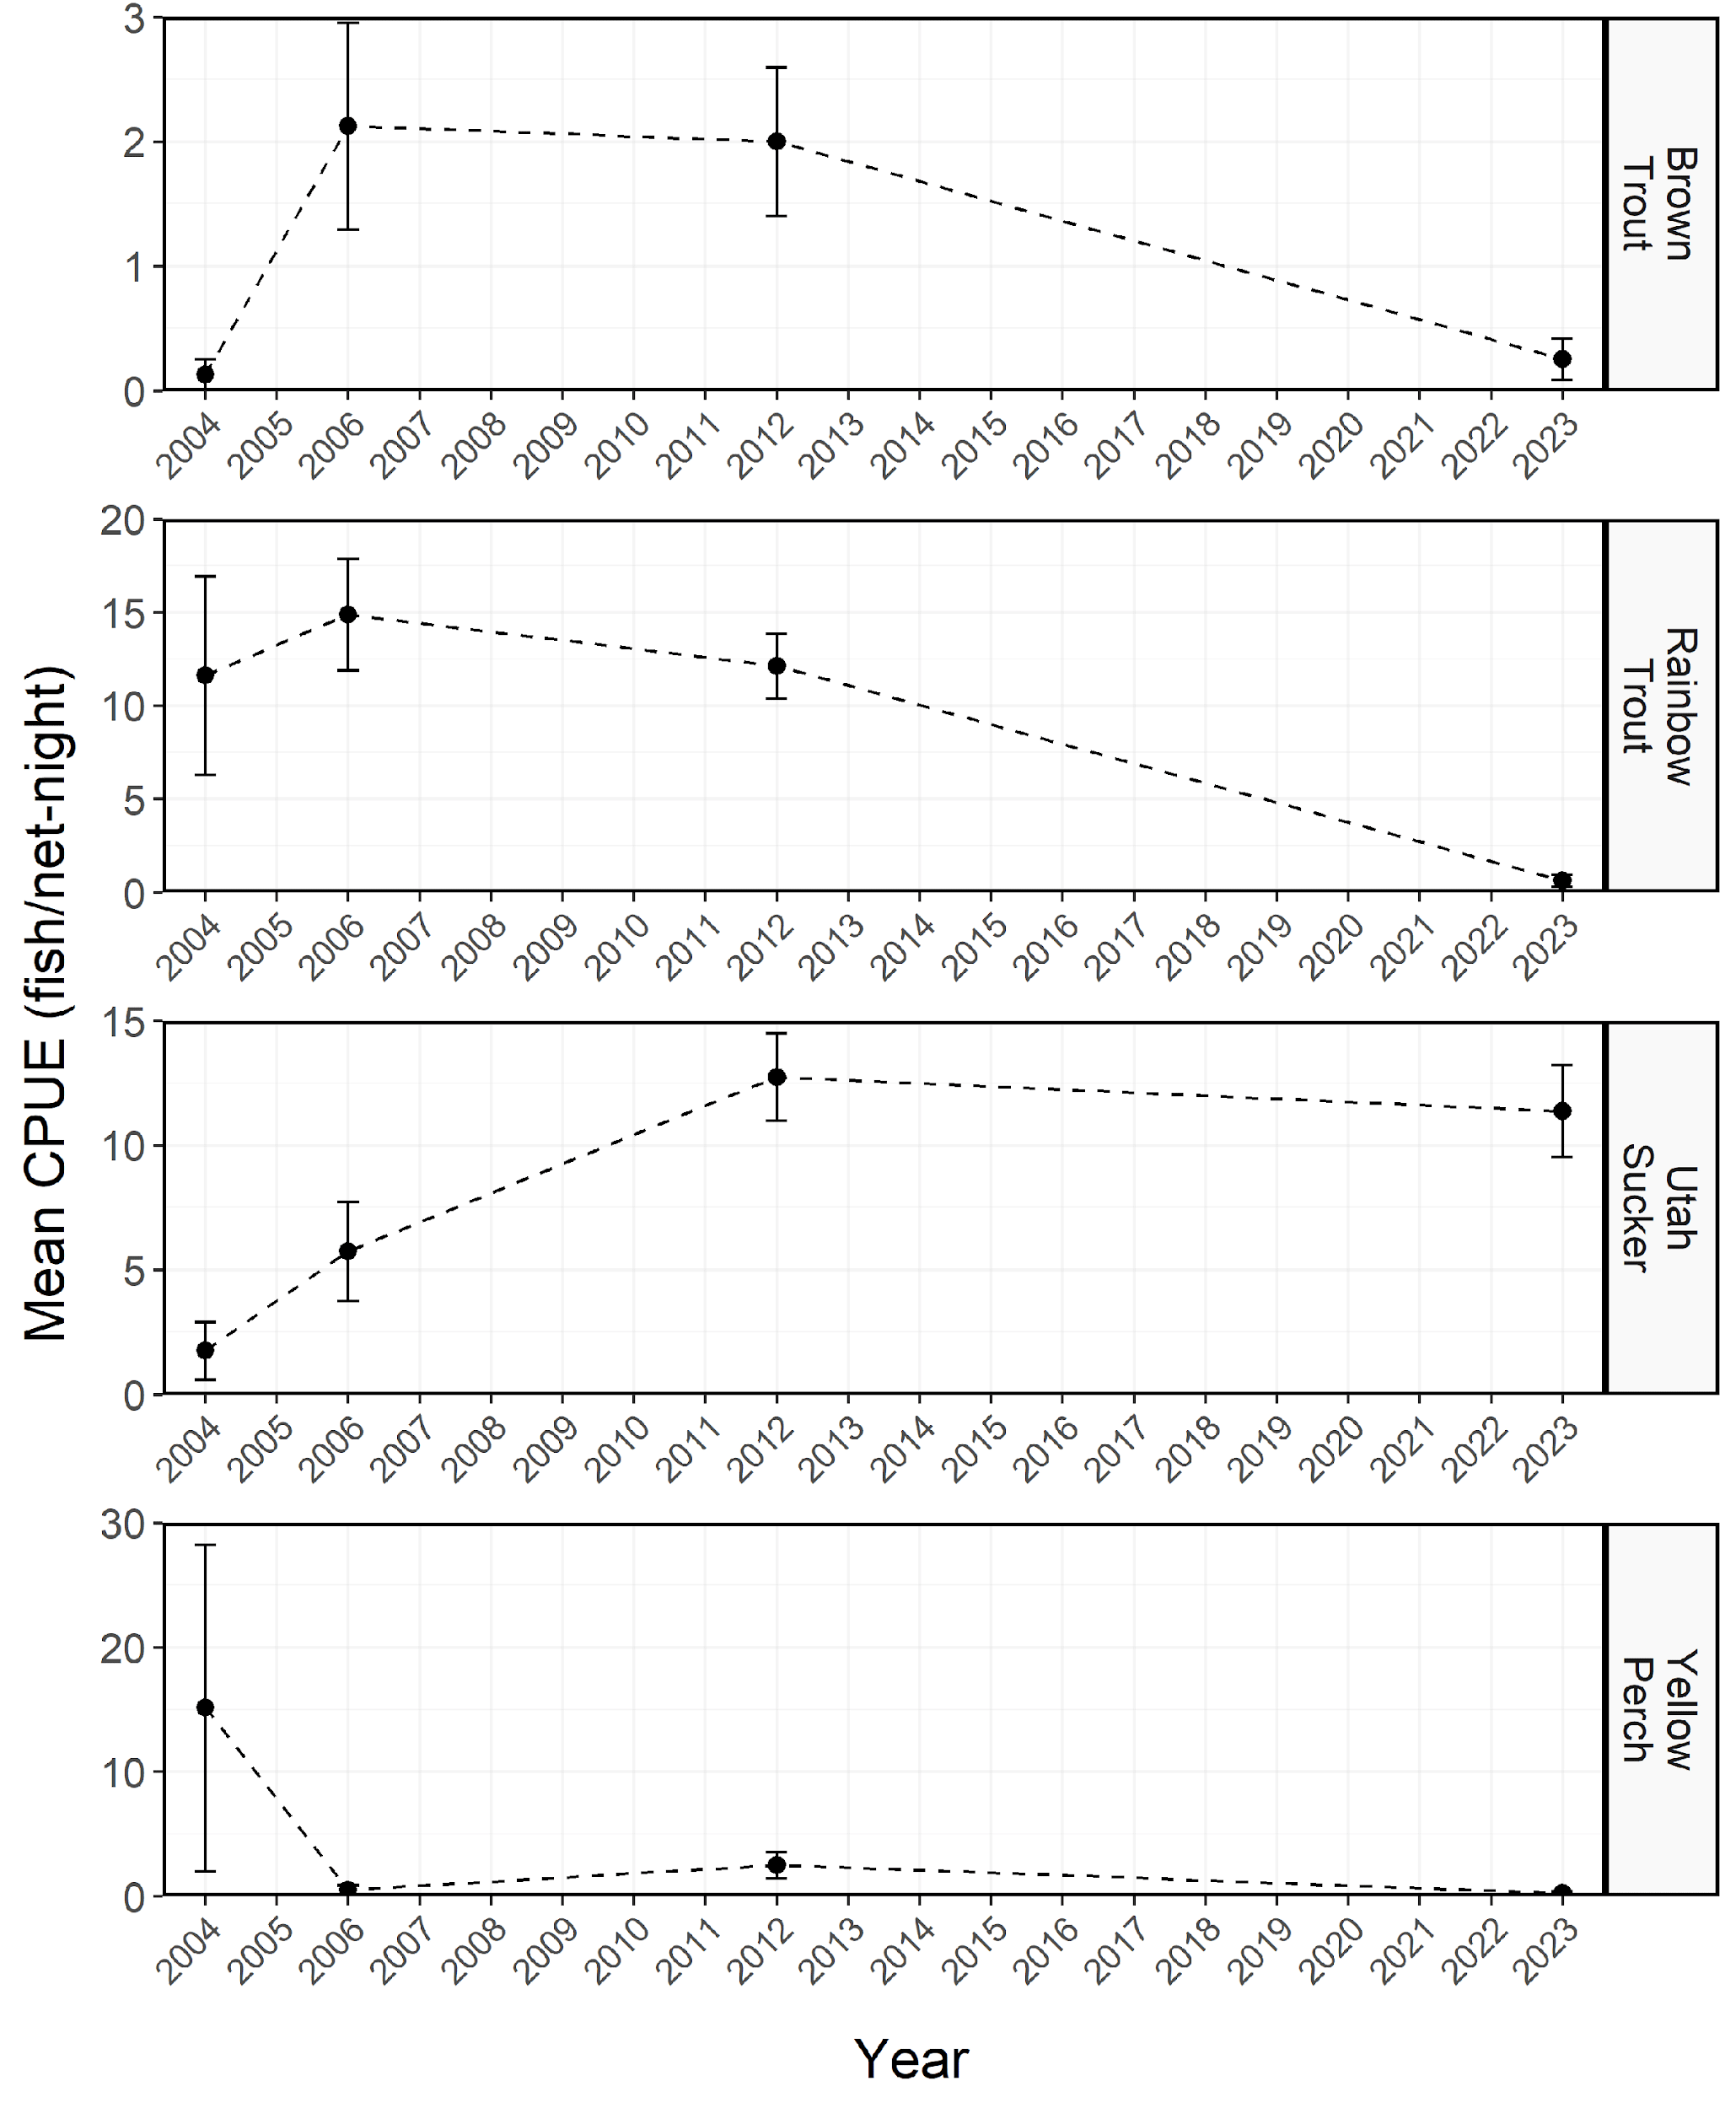 Mean CPUE (fish/net-night)
3
2
1
0
2004 2005 2006 2007 2008 2009 2010 2011 2012 2013 2014 2015 2016 2017 2018 2019 2020 2021 2022 2023
Brown
Trout
20
15
10
5
0
2004 2005 2006 2007 2008 2009 2010 2011 2012 2013 2014 2015 2016 2017 2018 2019 2020 2021 2022 2023
Rainbow
Trout
15
10
5
0
2004 2005 2006 2007 2008 2009 2010 2011 2012 2013 2014 2015 2016 2017 2018 2019 2020 2021 2022 2023
Utah
Sucker
30
20
10
0
2004 2005 2006 2007 2008 2009 2010 2011 2012 2013 2014 2015 2016 2017 2018 2019 2020 2021 2022 2023
Yellow
Perch
Year